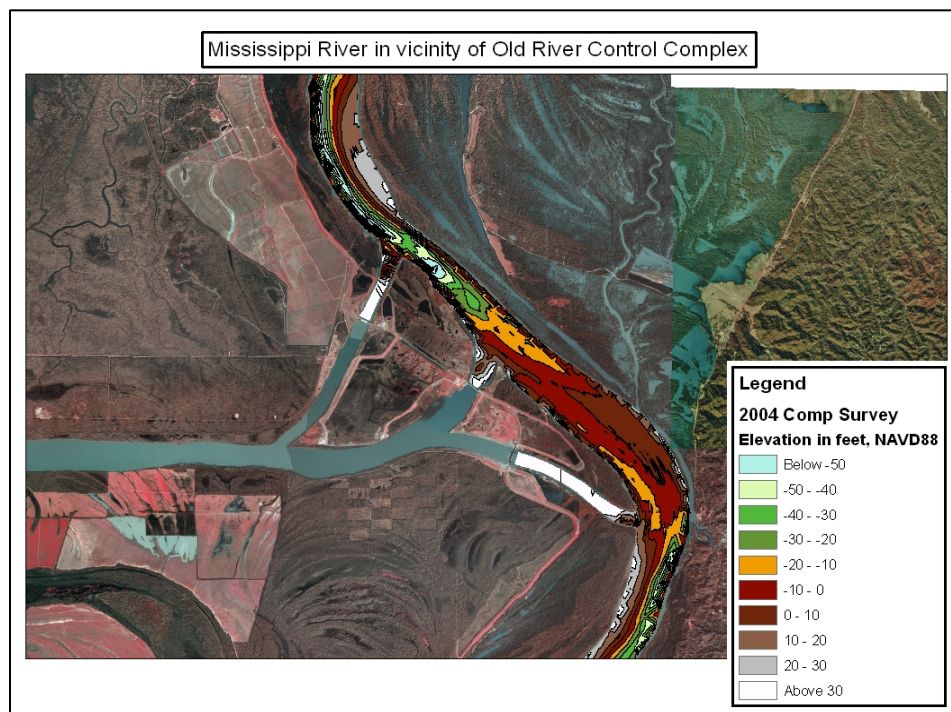 Mississippi River in vicinity of Old River Control Complex
Legend
2004 Comp Survey
Elevation in feet, NAVD88
Below -50
-50 - -40
-40 - -30
-30 - -20
-20 - -10
-10 - 0
0 - 10
10 - 20
20 - 30
Above 30